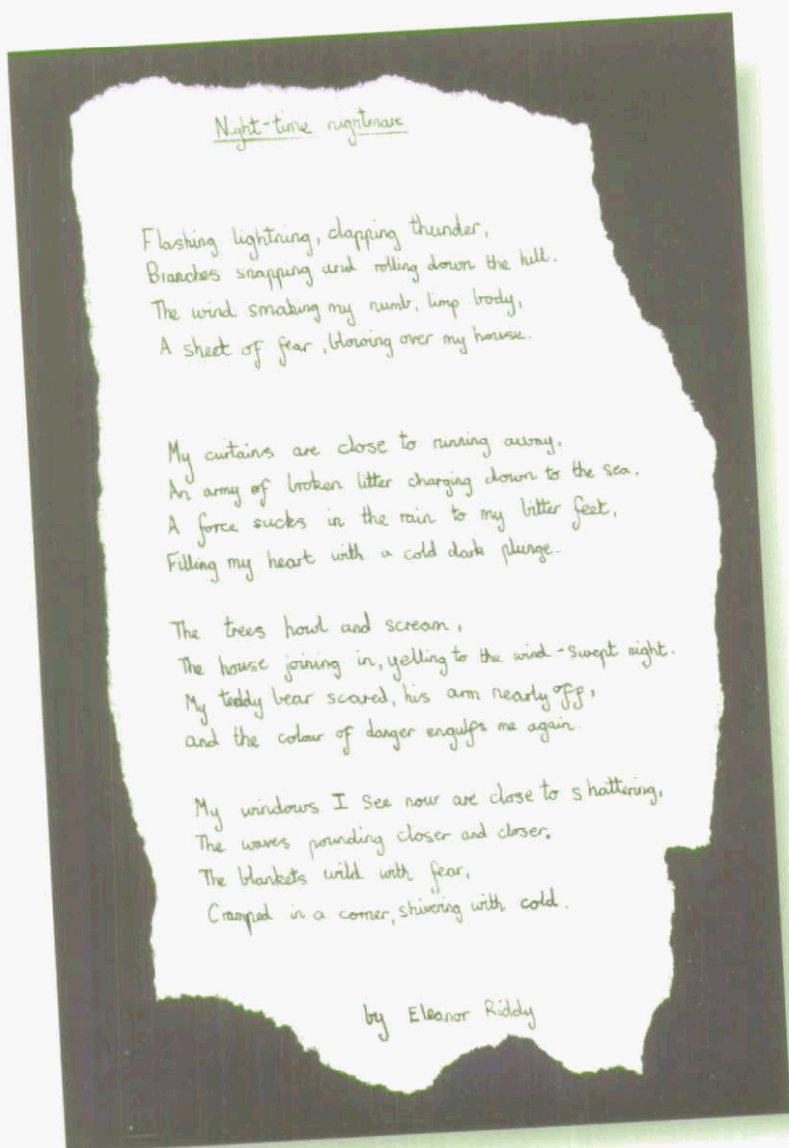 Night-time nightmare
Flashing lightning, clapping thunder,
Branches snapping and rolling down the hill.
The wind smaking my numb, limp body,
A sheet of fear, blowing over my house.
My curtains are close to running away,
An army of broken litter charging down to the sea.
A force sucks in the rain to my bitter feet,
Filling my heart with a cold dark plunge.
The trees howl and scream,
The house joining in, yelling to the wind-swept night.
My teddy bear scared, his arm nearly off,
and the colour of danger engulfs me again.
My windows I see now are close to shattering,
The waves pounding closer and closer.
The blankets wild with fear,
Cramped in a corner, shivering with cold.
by Eleanor Riddy